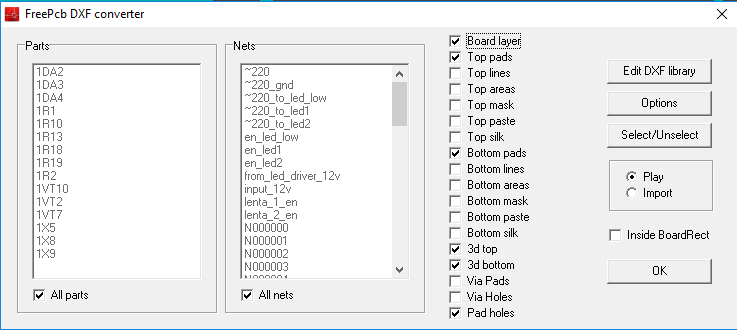 FreePcb DXF converter
Parts
1DA2
1DA3
1DA4
1R1
1R10
1R13
1R18
1R19
1R2
1VT10
1VT2
1VT7
1X5
1X8
1X9
All parts
Nets
~220
~220_gnd
~220_to_led_low
~220_to_led1
~220_to_led2
en_led_low
en_led1
en_led2
from_led_driver_12v
input_12v
lenta_1_en
lenta_2_en
N000000
N000001
N000002
N000003
All nets
Board layer
Top pads
Top lines
Top areas
Top mask
Top paste
Top silk
Bottom pads
Bottom lines
Bottom areas
Bottom mask
Bottom paste
Bottom silk
3d top
3d bottom
Via Pads
Via Holes
Pad holes
Edit DXF library
Options
Select/Unselect
Play
Import
Inside BoardRect
OK